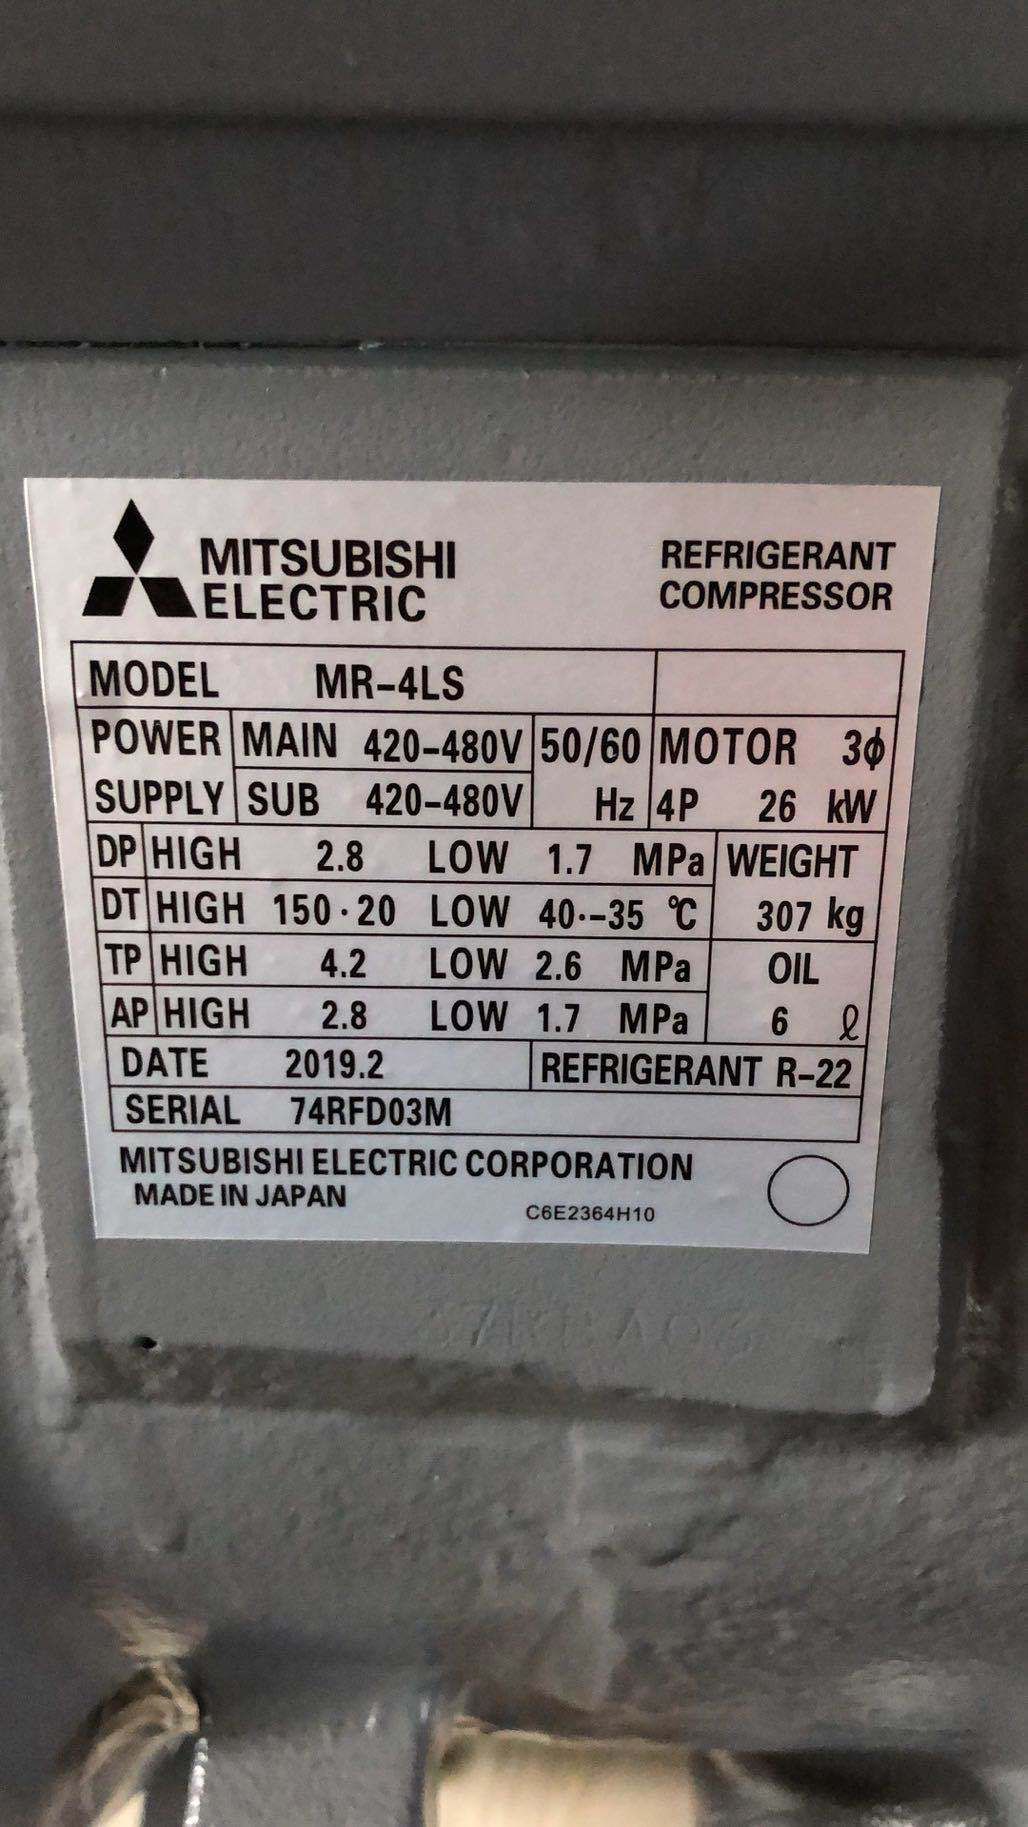 MITSUBISHI
ELECTRIC
REFRIGERANT
COMPRESSOR
MODEL MR-4LS
POWER SUPPLY MAIN 420-480V 50/60 Hz MOTOR 3ϕ
SUB 420-480V 4P 26 kW
DP HIGH 2.8 LOW 1.7 MPa WEIGHT
DT HIGH 150·20 LOW 40·-35 ℃ 307 kg
TP HIGH 4.2 LOW 2.6 MPa OIL
AP HIGH 2.8 LOW 1.7 MPa 6 ℓ
DATE 2019.2 REFRIGERANT R-22
SERIAL 74RFD03M
MITSUBISHI ELECTRIC CORPORATION
MADE IN JAPAN C6E2364H10